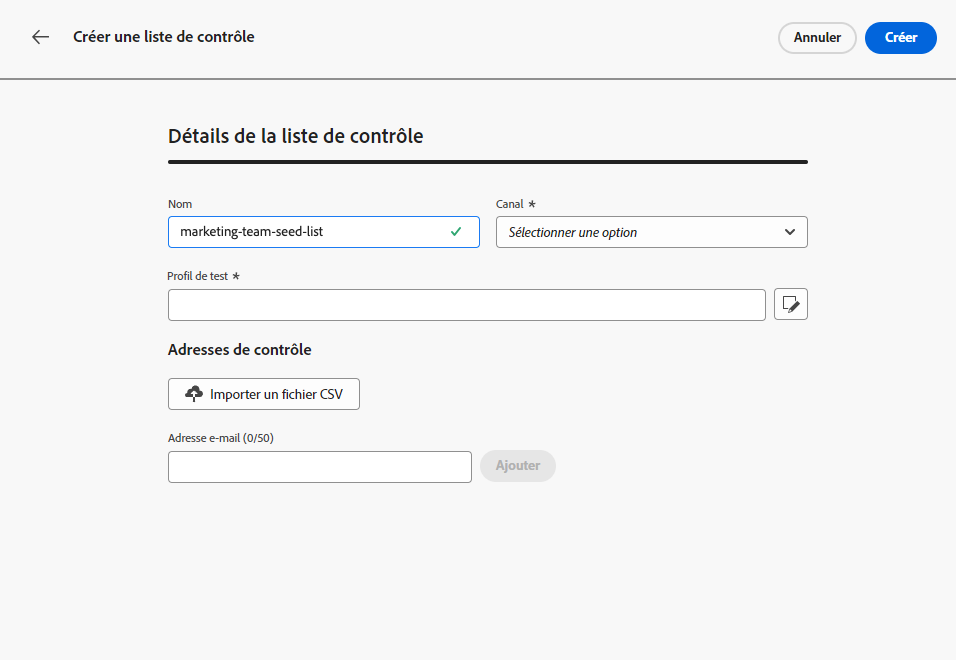 Créer une liste de contrôle
Annuler
Créer
Détails de la liste de contrôle
Nom
Canal *
marketing-team-seed-list
Sélectionner une option
Profil de test *
Adresses de contrôle
Importer un fichier CSV
Adresse e-mail (0/50)
Ajouter